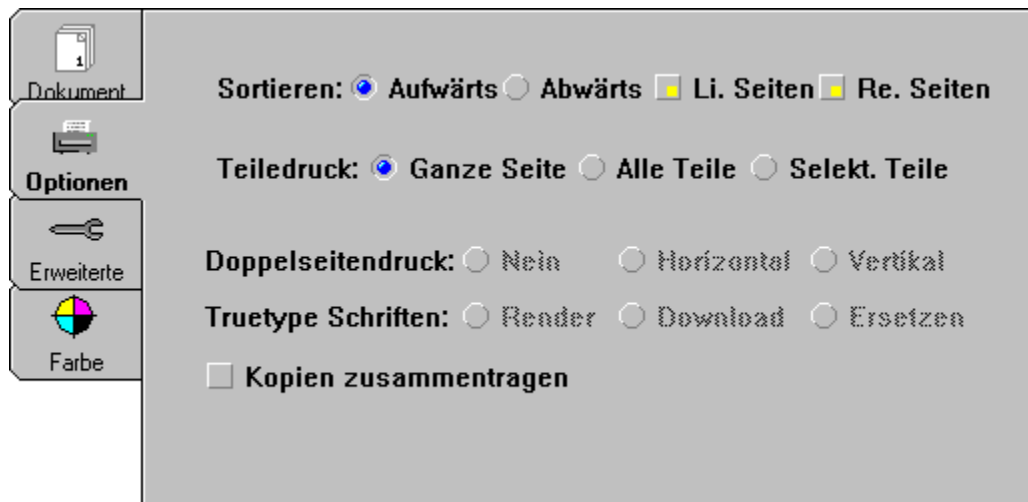 1
Dokument
Optionen
Erweiterte
Farbe
Sortieren: Aufwärts Abwärts Li. Seiten Re. Seiten
Teiledruck: Ganze Seite Alle Teile Selekt. Teile
Doppelseitendruck: Nein Horizontal Vertikal
Truetype Schriften: Render Download Ersetzen
Kopien zusammentragen